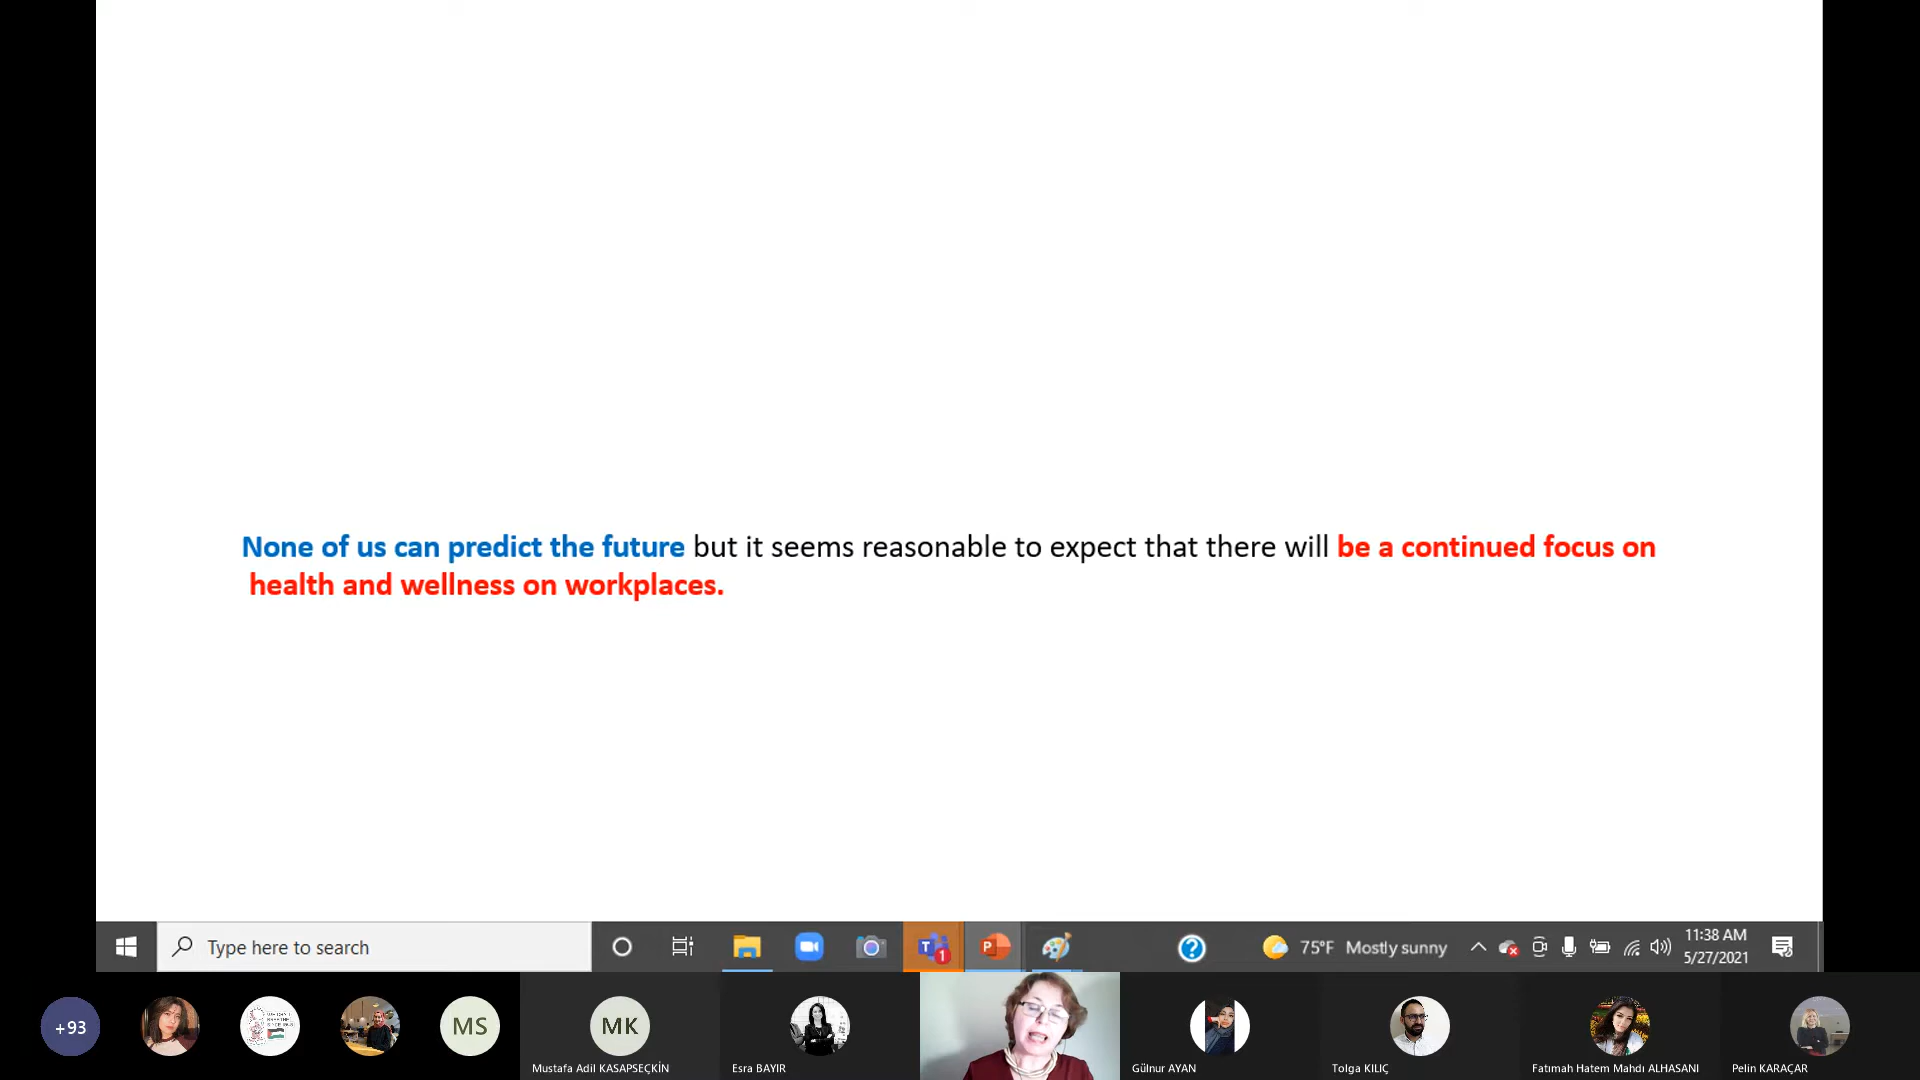 None of us can predict the future but it seems reasonable to expect that there will be a continued focus on
health and wellness on workplaces.
Type here to search
T
1
P
?
75°F Mostly sunny
11:38 AM
5/27/2021
+93
MS
MK
Mustafa Adil KASAPSEÇKİN
Esra BAYIR
Gülnur AYAN
Tolga KILIÇ
Fatımah Hatem Mahdı ALHASANI
Pelin KARAÇAR